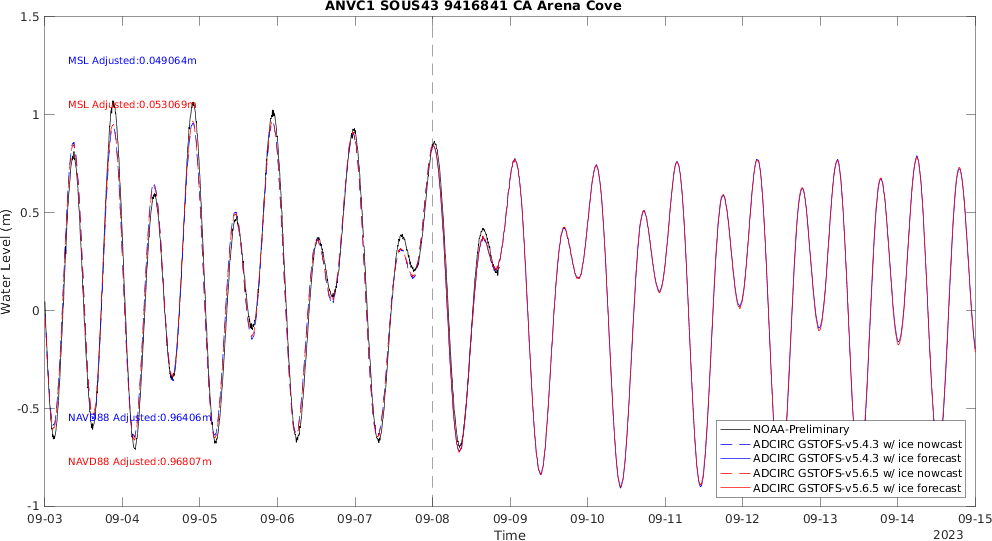 ANVC1 SOUS43 9416841 CA Arena Cove
1.5
1
0.5
0
-0.5
-1
Water Level (m)
MSL Adjusted:0.049064m
MSL Adjusted:0.053069m
NAVD88 Adjusted:0.96406m
NAVD88 Adjusted:0.96807m
NOAA-Preliminary
ADCIRC GSTOFS-v5.4.3 w/ ice nowcast
ADCIRC GSTOFS-v5.4.3 w/ ice forecast
ADCIRC GSTOFS-v5.6.5 w/ ice nowcast
ADCIRC GSTOFS-v5.6.5 w/ ice forecast
09-03 09-04 09-05 09-06 09-07 09-08 09-09 09-10 09-11 09-12 09-13 09-14 09-15
Time
2023